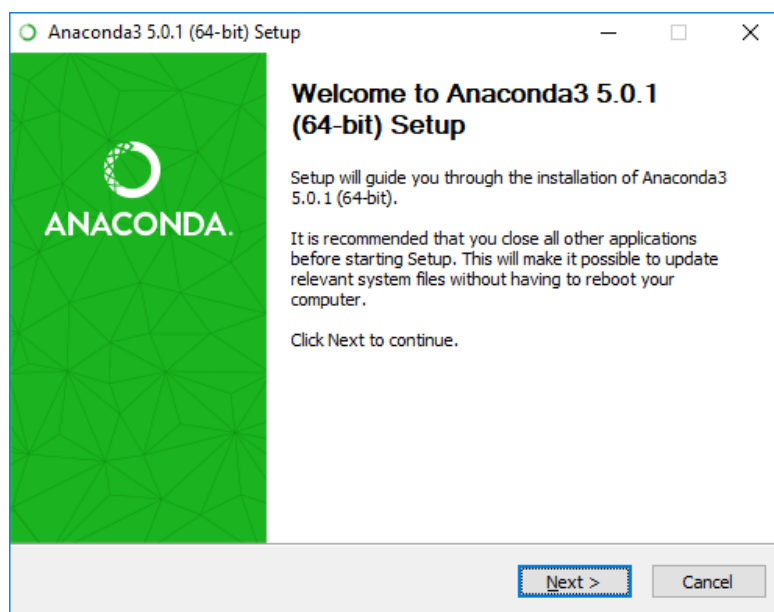 Anaconda3 5.0.1 (64-bit) Setup
ANACONDA.
Welcome to Anaconda3 5.0.1
(64-bit) Setup
Setup will guide you through the installation of Anaconda3
5.0.1 (64-bit).
It is recommended that you close all other applications
before starting Setup. This will make it possible to update
relevant system files without having to reboot your
computer.
Click Next to continue.
Next >
Cancel